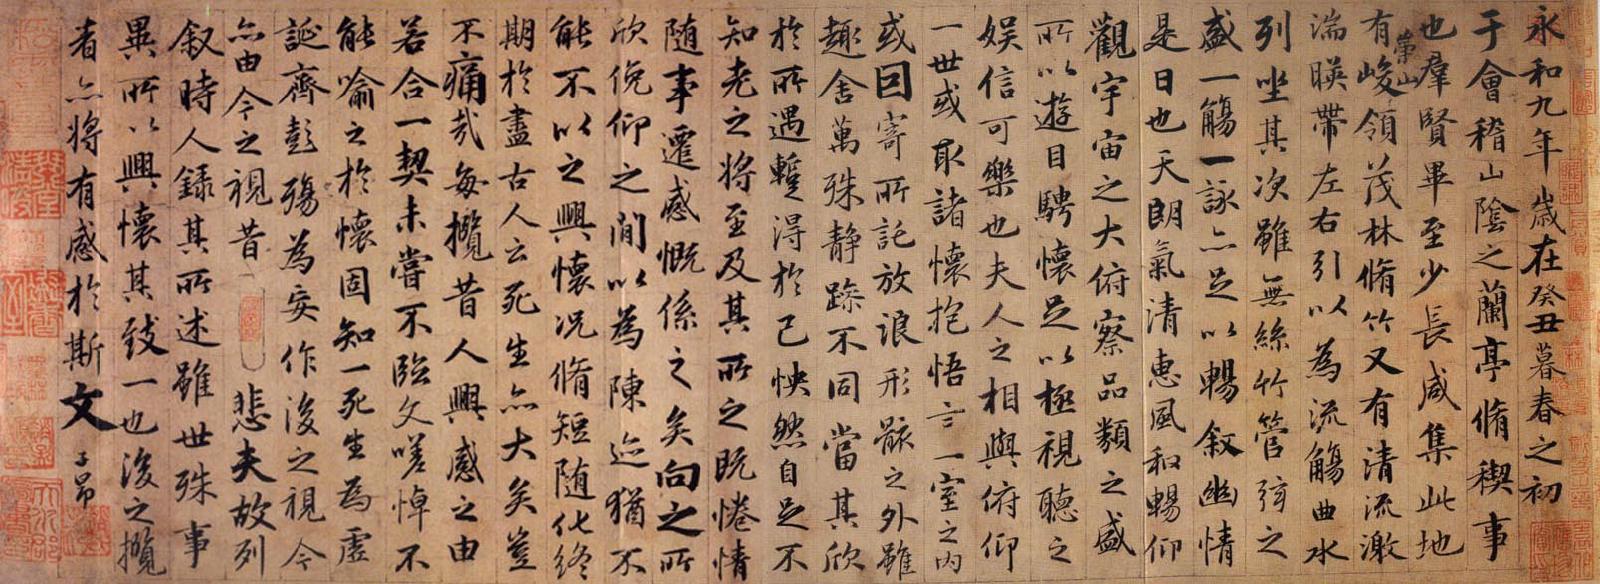 永和九年歲在癸丑暮春之初
于會稽山陰之蘭亭脩禊事
也羣賢畢至少長咸集此地
有崇山峻領茂林脩竹又有清流激
湍暎帶左右引以為流觴曲水
列坐其次雖無絲竹管弦之
盛一觴一詠亦足以暢敘幽情
是日也天朗氣清惠風和暢仰
觀宇宙之大俯察品類之盛
所以遊目騁懷足以極視聽之
娛信可樂也夫人之相與俯仰
一世或取諸懷抱悟言一室之內
或因寄所託放浪形骸之外雖
趣舍萬殊靜躁不同當其欣
於所遇蹔得於己怏然自足不
知老之將至及其所之既惓情
隨事遷感慨係之矣向之所
欣俛仰之閒以為陳迹猶不
能不以之興懷況脩短隨化終
期於盡古人云死生亦大矣豈
不痛哉每攬昔人興感之由
若合一契未嘗不臨文嗟悼不
能喻之於懷固知一死生為虛
誕齊彭殤為妄作後之視今
亦由今之視昔悲夫故列
敘時人錄其所述雖世殊事
異所以興懷其致一也後之攬
者亦將有感於斯文子昂